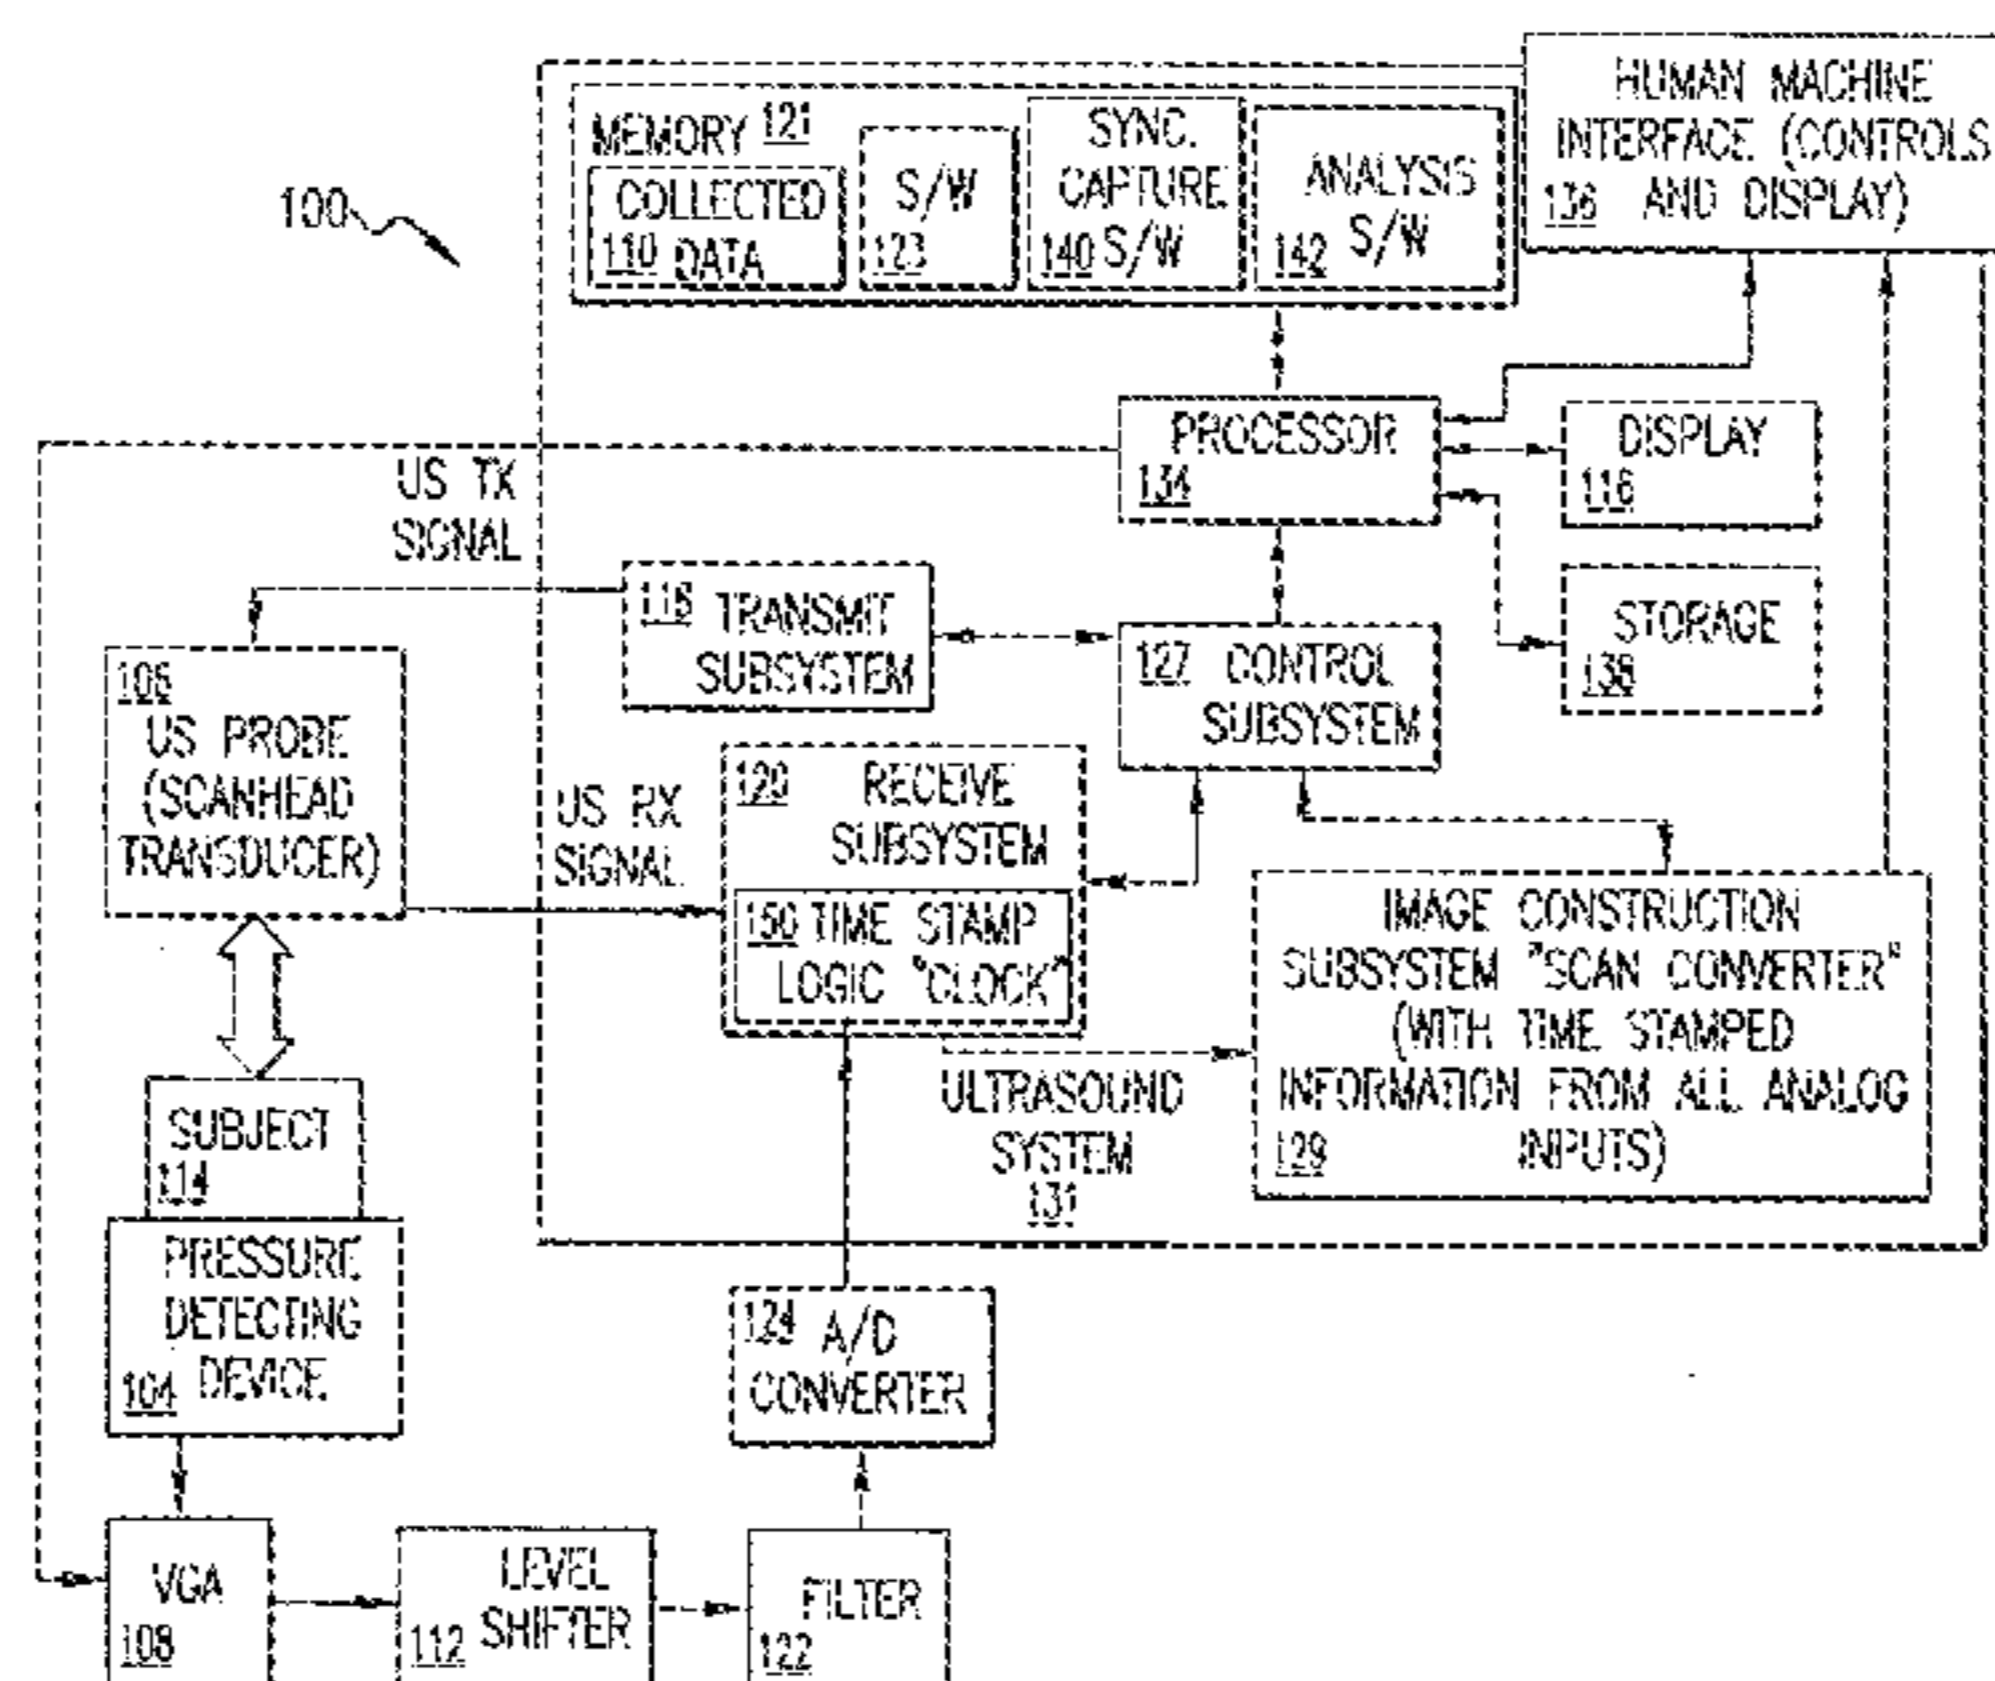 100
MEMORY 121
COLLECTED
110 DATA
S/W
123
SYNC.
CAPTURE
140 S/W
ANALYSIS
142 S/W
HUMAN MACHINE
INTERFACE (CONTROLS
136 AND DISPLAY)
PROCESSOR
134
DISPLAY
116
STORAGE
138
US TX
SIGNAL
118 TRANSMIT
SUBSYSTEM
127 CONTROL
SUBSYSTEM
106
US PROBE
(SCANHEAD
TRANSDUCER)
US RX
SIGNAL
120 RECEIVE
SUBSYSTEM
150 TIME STAMP
LOGIC "CLOCK"
IMAGE CONSTRUCTION
SUBSYSTEM "SCAN CONVERTER"
(WITH TIME STAMPED
INFORMATION FROM ALL ANALOG
129 INPUTS)
ULTRASOUND
SYSTEM
131
SUBJECT
114
PRESSURE
DETECTING
104 DEVICE
124 A/D
CONVERTER
VGA
108
LEVEL
112 SHIFTER
FILTER
122